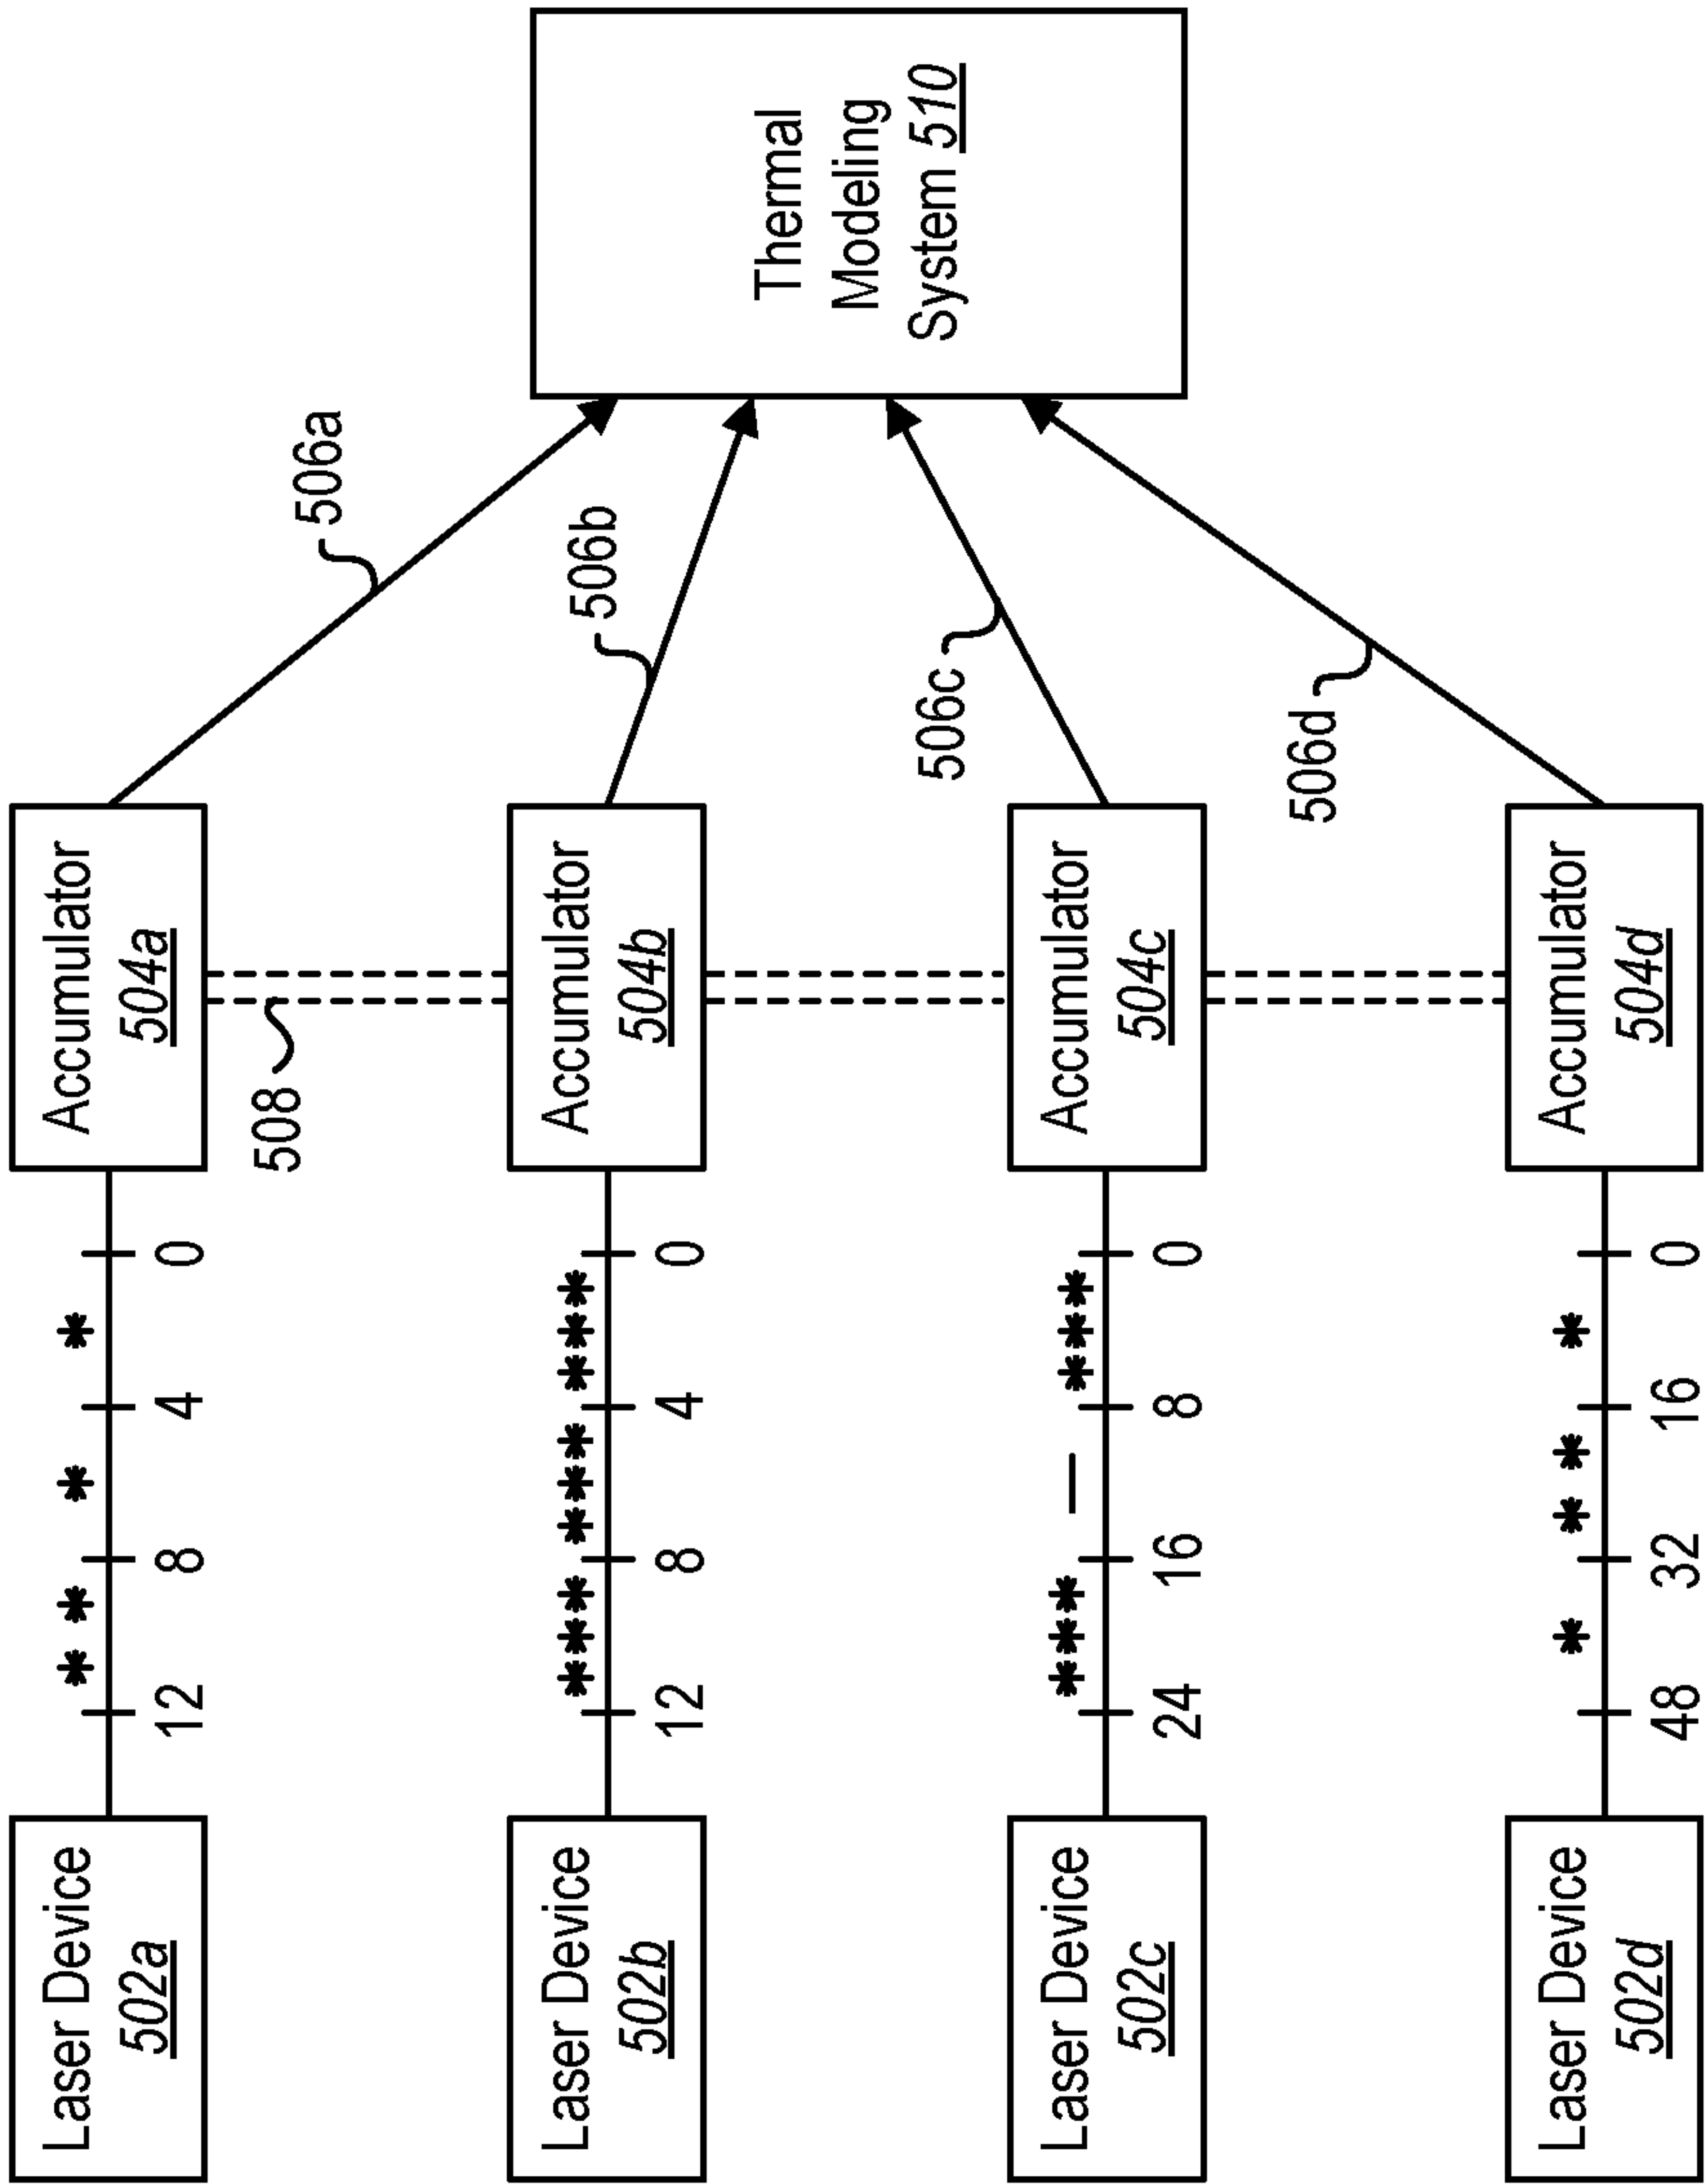 Laser Device
502a
* * * *
12 8 4 0
Accumulator
504a
506a
508
Laser Device
502b
*** *** ***
12 8 4 0
Accumulator
504b
506b
Thermal
Modeling
System 510
Laser Device
502c
*** — ***
24 16 8 0
Accumulator
504c
506c
Laser Device
502d
* * * *
48 32 16 0
Accumulator
504d
506d